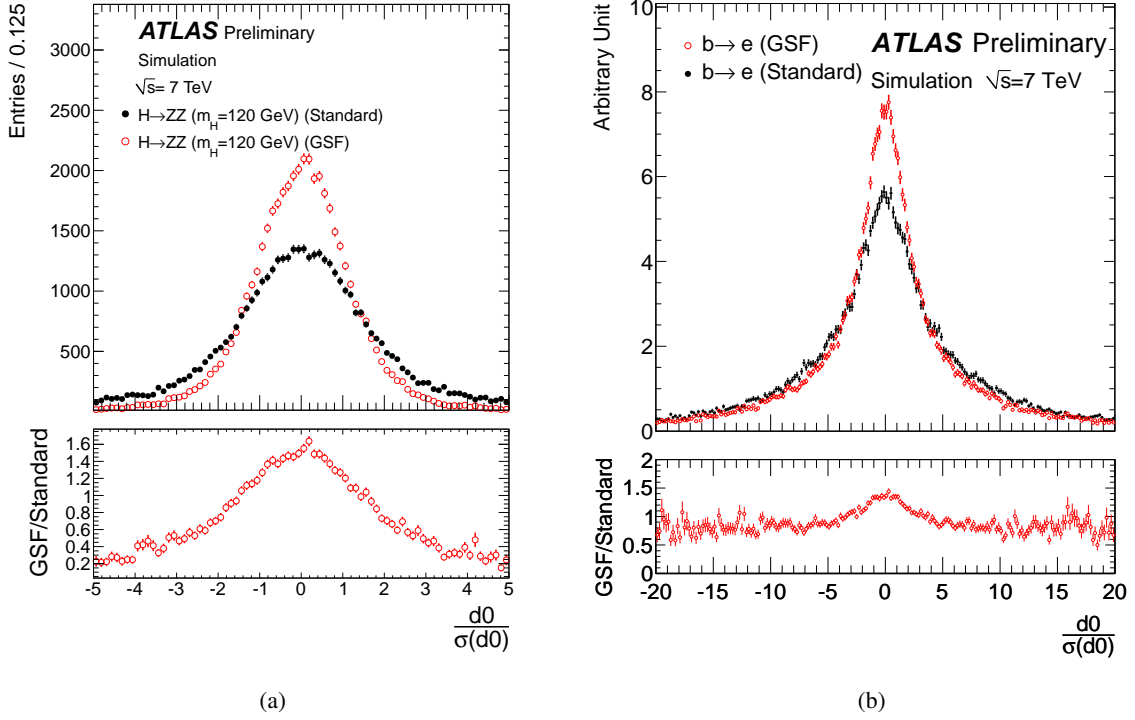 ATLAS Preliminary
Simulation
√s= 7 TeV
H→ZZ (m_H=120 GeV) (Standard)
H→ZZ (m_H=120 GeV) (GSF)
Entries / 0.125
3000
2500
2000
1500
1000
500
GSF/Standard
1.6
1.4
1.2
1
0.8
0.6
0.4
0.2
-5 -4 -3 -2 -1 0 1 2 3 4 5
d0
σ(d0)
(a)
b→ e (GSF)
b→ e (Standard)
ATLAS Preliminary
Simulation √s=7 TeV
Arbitrary Unit
10
8
6
4
2
0
GSF/Standard
2
1.5
1
0.5
0
-20 -15 -10 -5 0 5 10 15 20
d0
σ(d0)
(b)